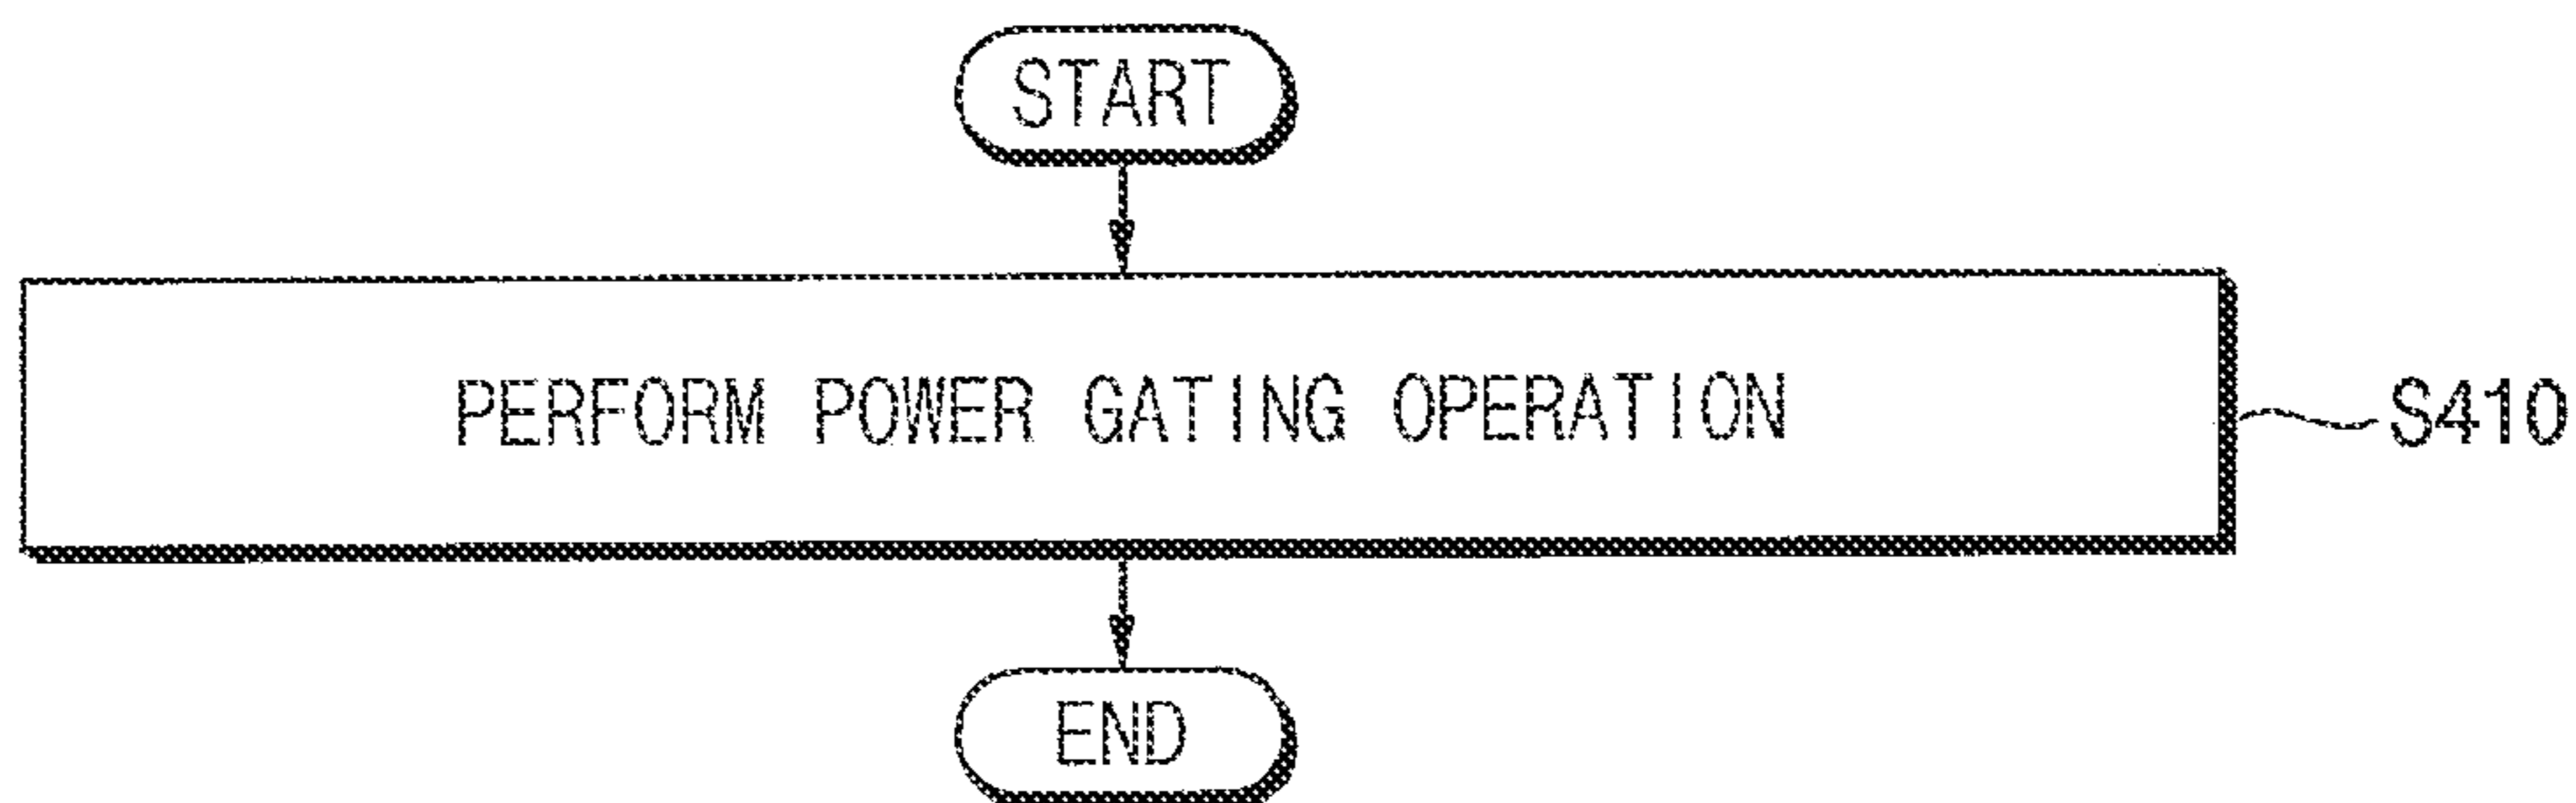 START
PERFORM POWER GATING OPERATION
S410
END